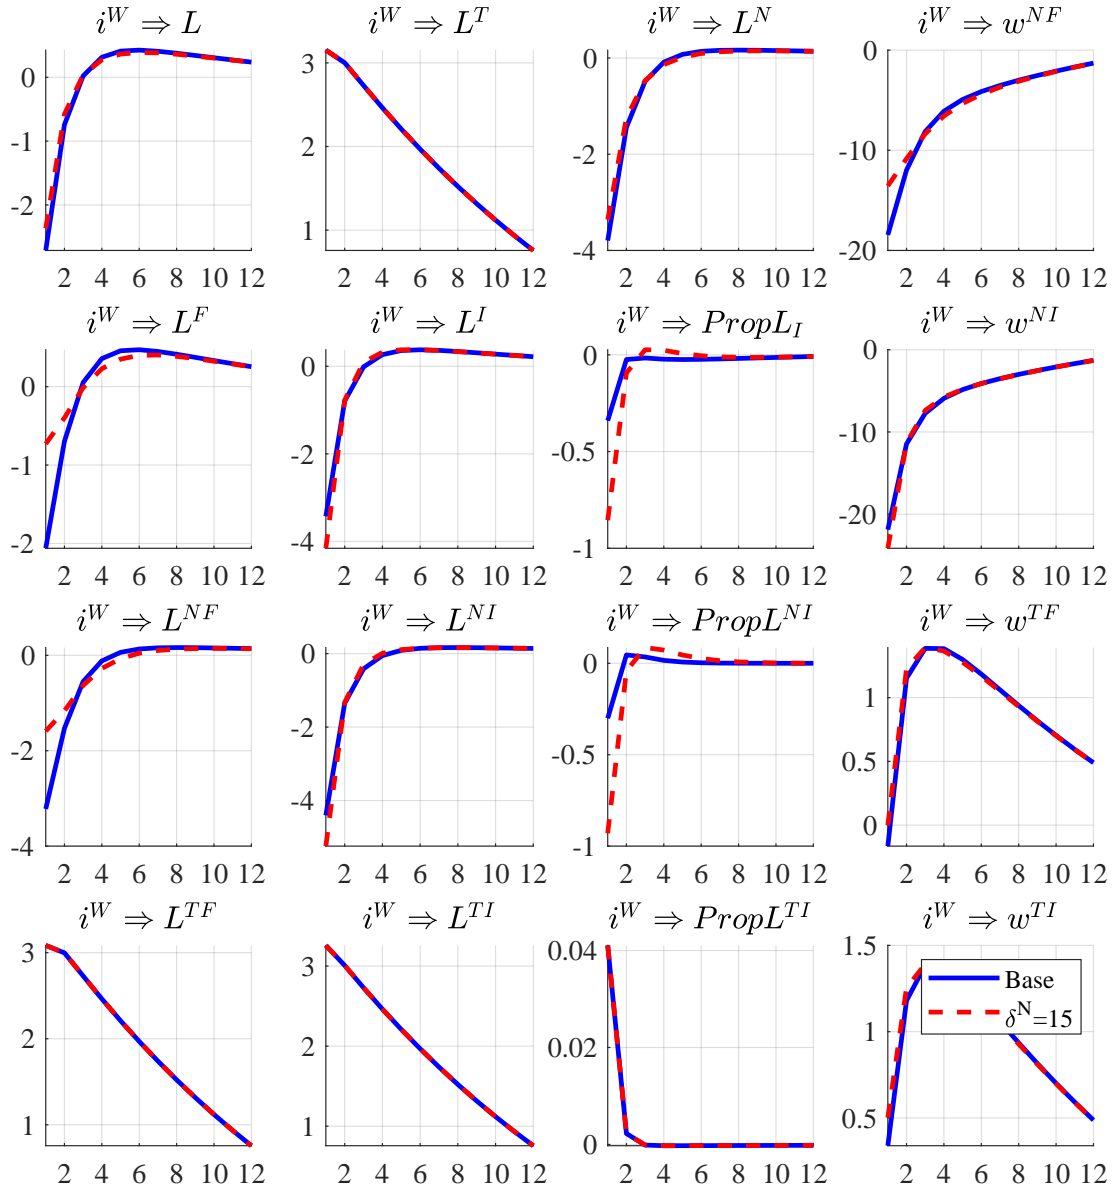 i^W ⇒ L
i^W ⇒ L^T
i^W ⇒ L^N
i^W ⇒ w^{NF}
0
-1
-2
2 4 6 8 10 12
3
2
1
2 4 6 8 10 12
0
-2
-4
2 4 6 8 10 12
0
-10
-20
2 4 6 8 10 12
i^W ⇒ L^F
i^W ⇒ L^I
i^W ⇒ PropL_I
i^W ⇒ w^{NI}
0
-1
-2
2 4 6 8 10 12
0
-2
-4
2 4 6 8 10 12
0
-0.5
-1
2 4 6 8 10 12
0
-10
-20
2 4 6 8 10 12
i^W ⇒ L^{NF}
i^W ⇒ L^{NI}
i^W ⇒ PropL^{NI}
i^W ⇒ w^{TF}
0
-2
-4
2 4 6 8 10 12
0
-2
-4
2 4 6 8 10 12
0
-0.5
-1
2 4 6 8 10 12
1
0.5
0
2 4 6 8 10 12
i^W ⇒ L^{TF}
i^W ⇒ L^{TI}
i^W ⇒ PropL^{TI}
i^W ⇒ w^{TI}
3
2
1
2 4 6 8 10 12
3
2
1
2 4 6 8 10 12
0.04
0.02
0
2 4 6 8 10 12
1.5
1
0.5
2 4 6 8 10 12
Base
δ^N=15